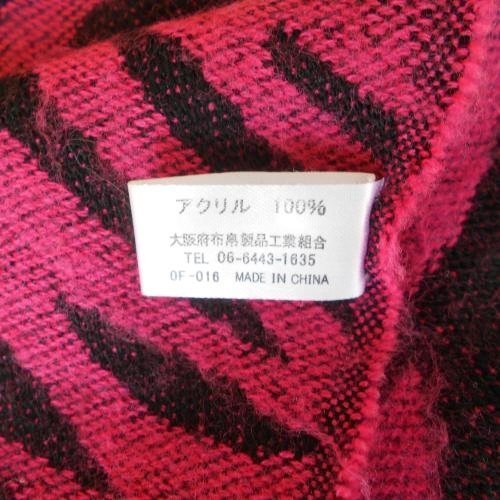 アクリル 100%
大阪府布帛製品工業組合
TEL 06-6443-1635
OF-016 MADE IN CHINA